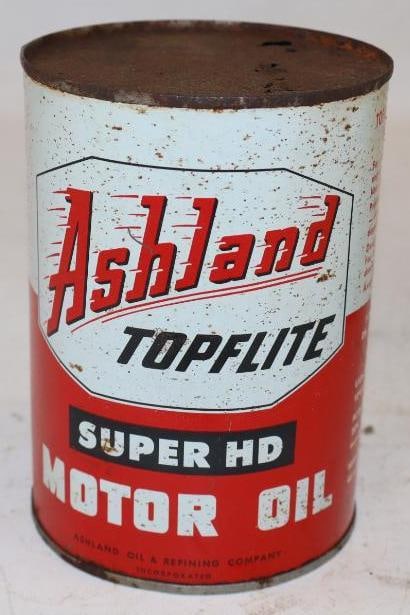 Ashland
TOPFLITE
SUPER HD
MOTOR OIL
ASHLAND OIL & REFINING COMPANY
INCORPORATED